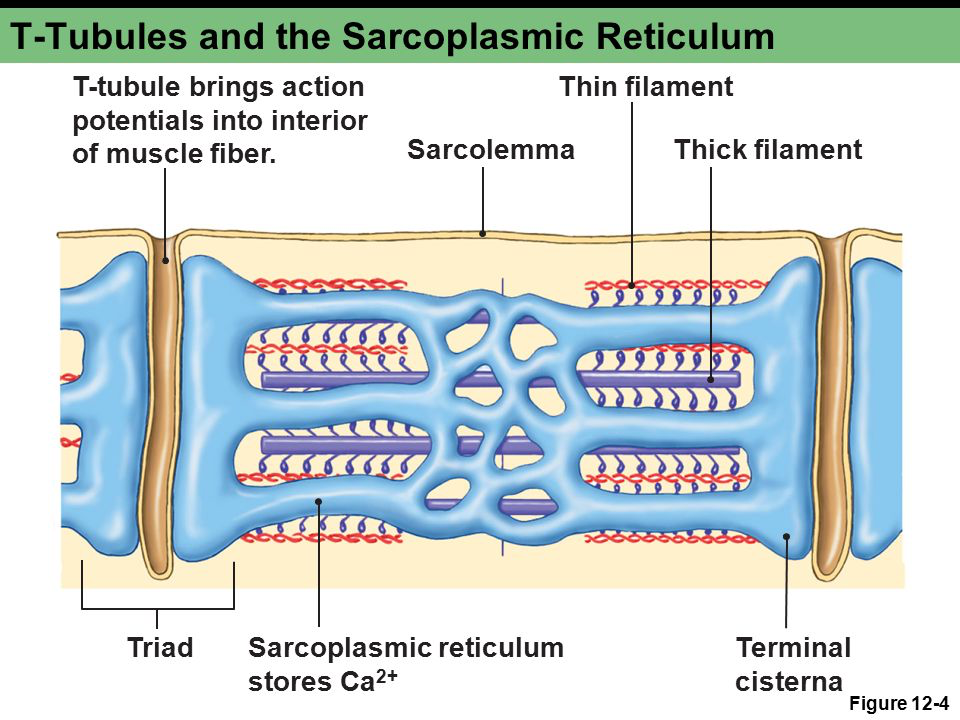 T-Tubules and the Sarcoplasmic Reticulum
T-tubule brings action
potentials into interior
of muscle fiber.
Sarcolemma
Thin filament
Thick filament
Triad
Sarcoplasmic reticulum
stores Ca²⁺
Terminal
cisterna
Figure 12-4